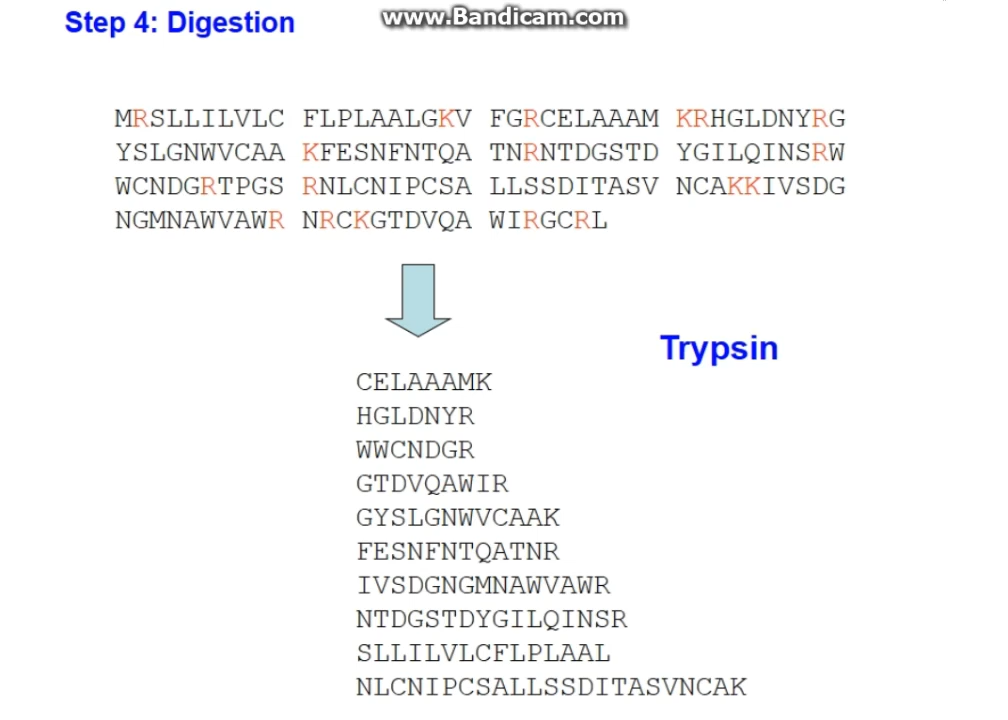 www.Bandicam.com
Step 4: Digestion
MRSLLILVLC FLPLAALGKV FGRCELAAAM KRHGLDNYRG
YSLGNWVCAA KFESNFNTQA TNRNTDGSTD YGILQINSRW
WCNDGRTPGS RNLCNIPCSA LLSSDITASV NCAKKIVSDG
NGMNAWVAWR NRCKGTDVQA WIRGCRL
Trypsin
CELAAAMK
HGLDNYR
WWCNDGR
GTDVQAWIR
GYSLGNWVCAAK
FESNFNTQATNR
IVSDGNGMNAWVAWR
NTDGSTDYGILQINSR
SLLILVLCFLPLAAL
NLCNIPCSALLSSDITASVNCAK